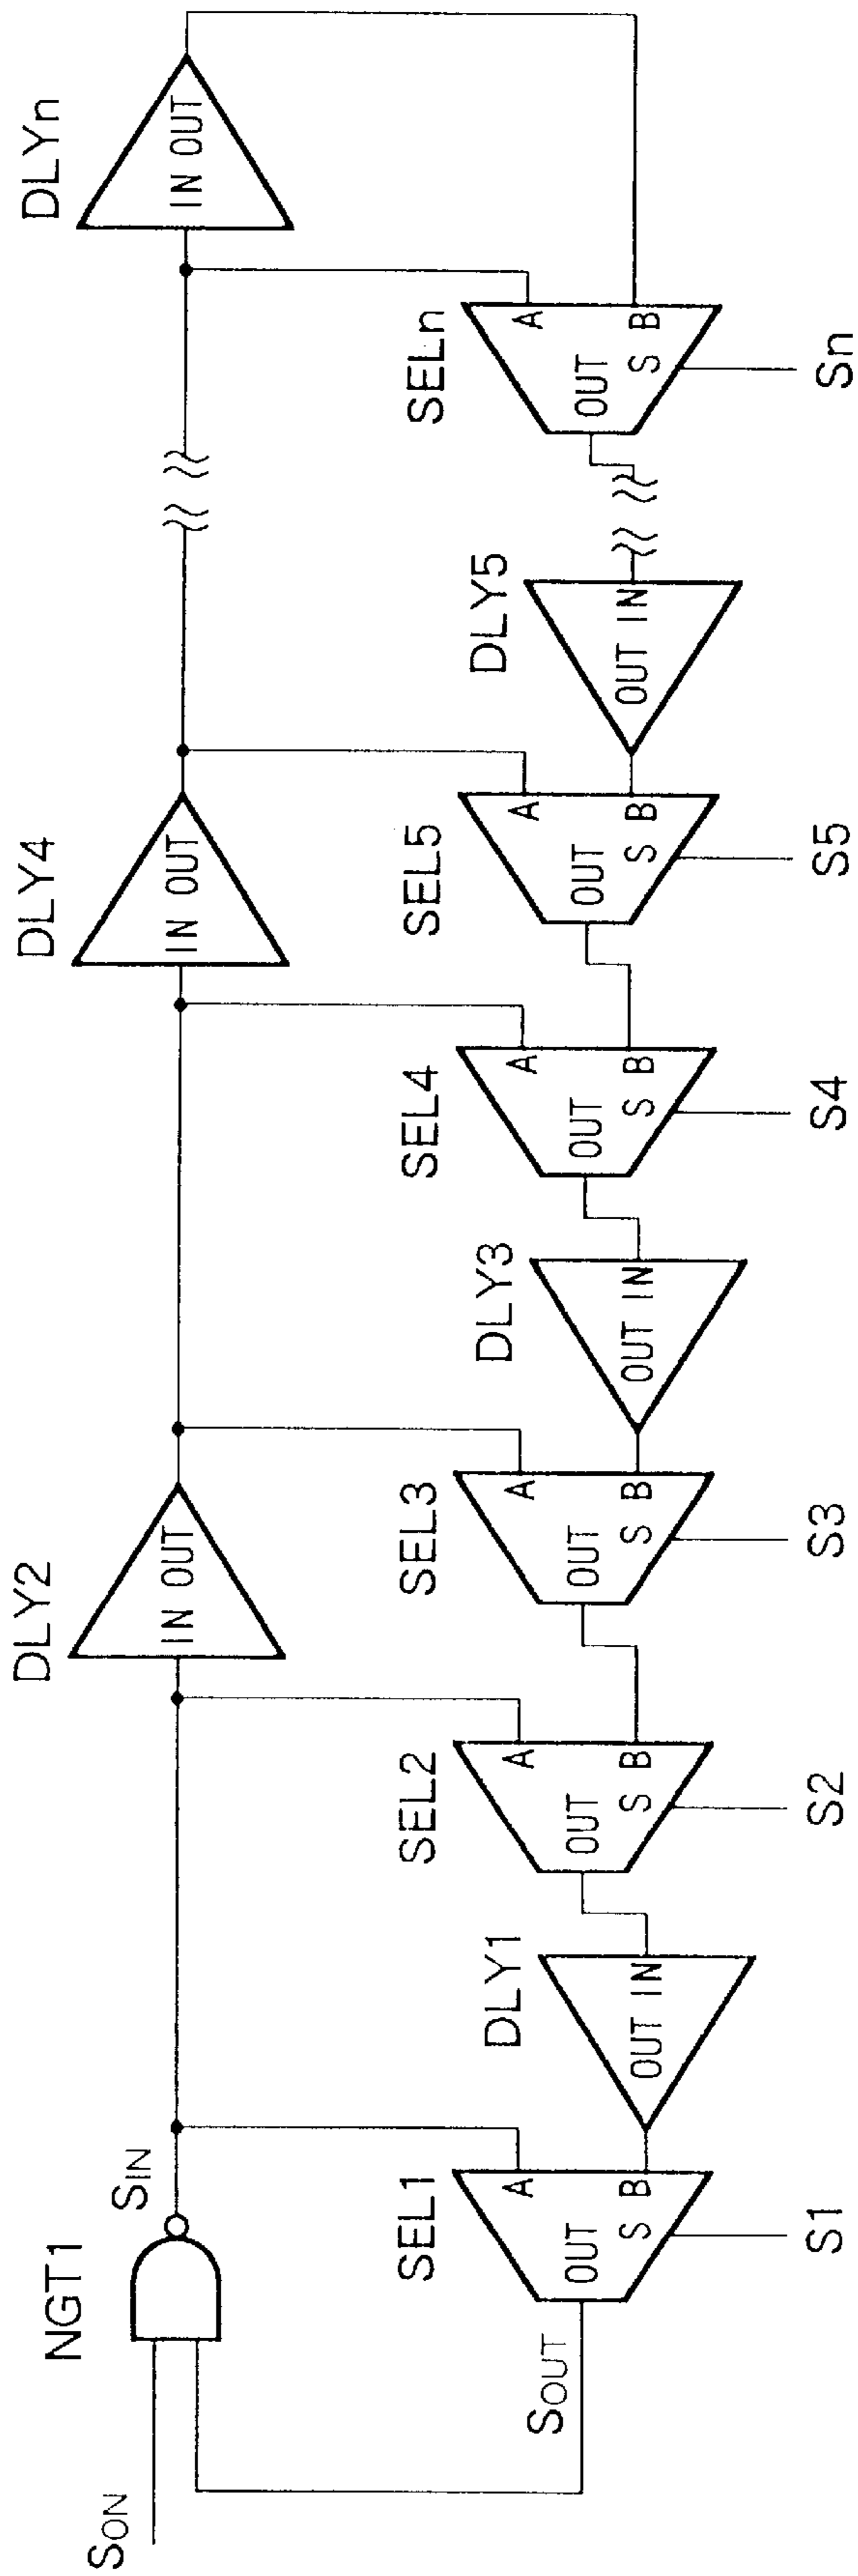 SON
NGT1
SIN
SOUT
SEL1
OUT
A
B
S
S1
DLY1
OUT IN
SEL2
OUT
A
B
S
S2
DLY2
IN OUT
SEL3
OUT
A
B
S
S3
DLY3
OUT IN
SEL4
OUT
A
B
S
S4
DLY4
IN OUT
SEL5
OUT
A
B
S
S5
DLY5
OUT IN
SELn
OUT
A
B
S
Sn
DLYn
IN OUT